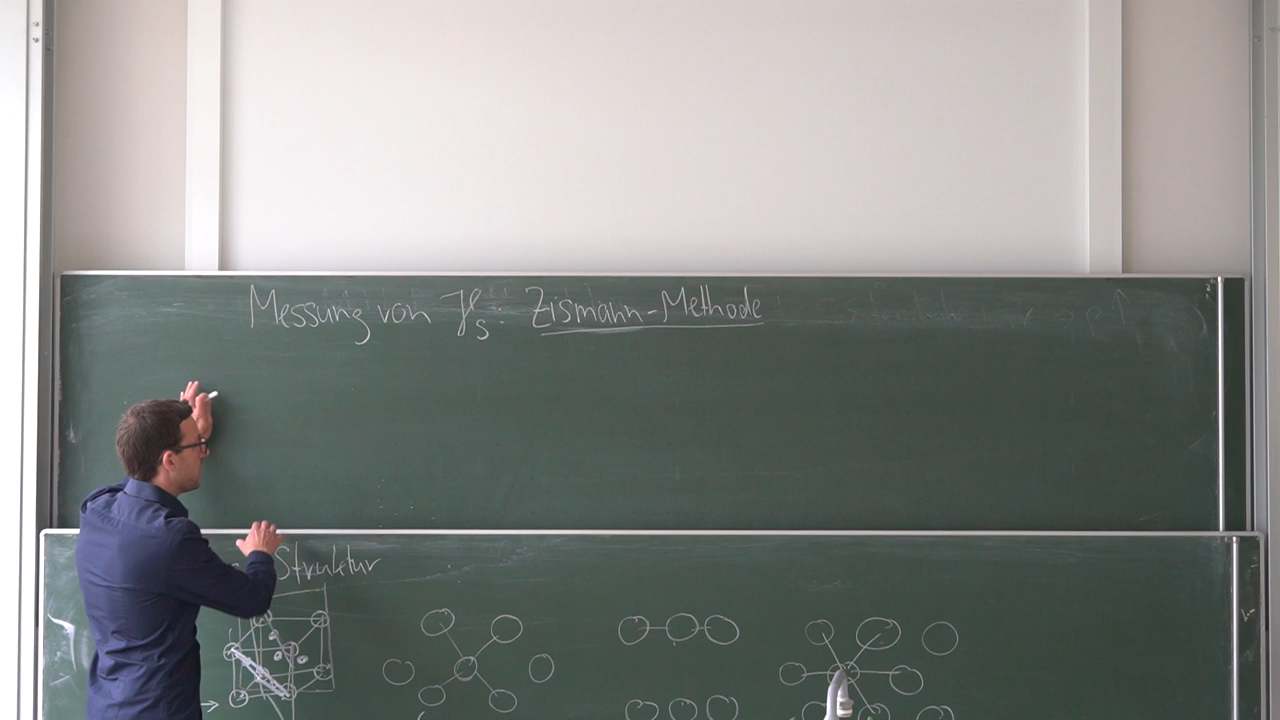 Messung von γs: Zismann-Methode
Struktur